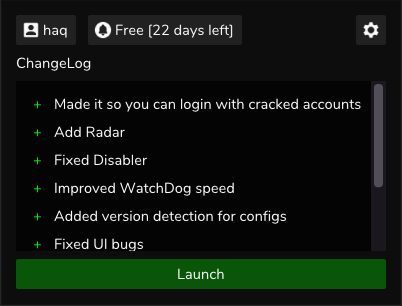 haq
Free [22 days left]
ChangeLog
+ Made it so you can login with cracked accounts
+ Add Radar
+ Fixed Disabler
+ Improved WatchDog speed
+ Added version detection for configs
+ Fixed UI bugs
Launch